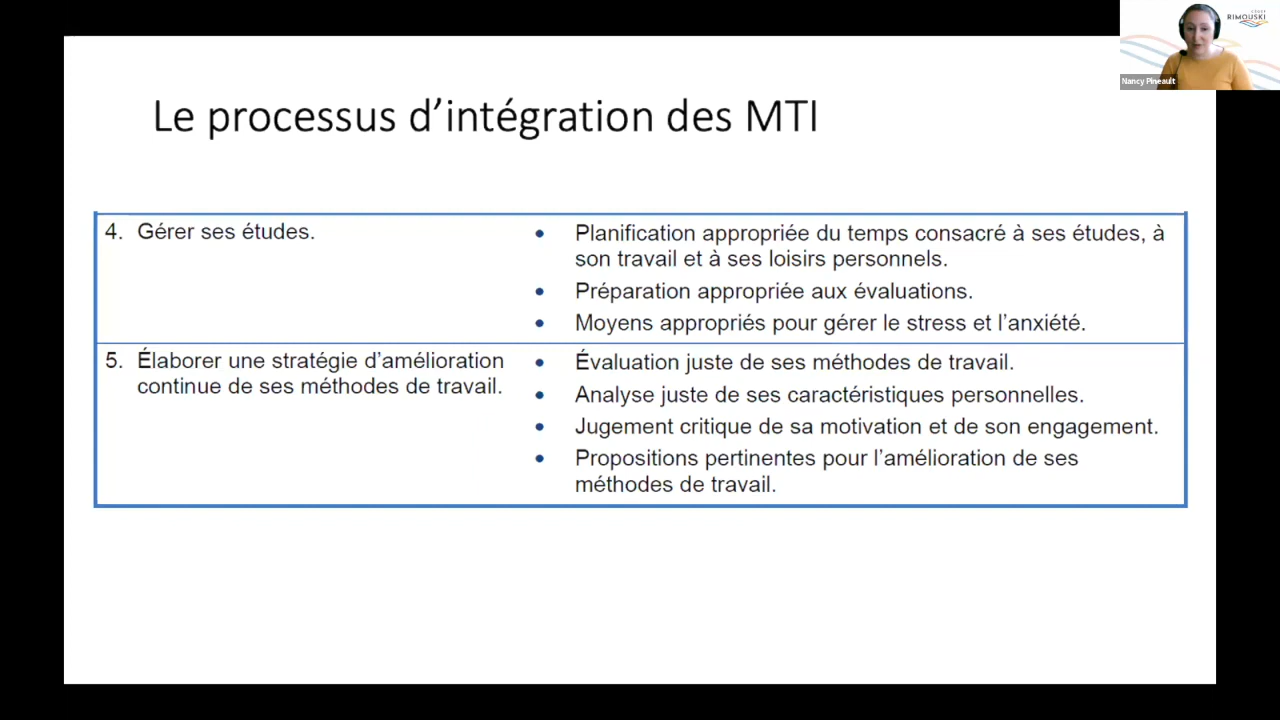 CÉGEP
RIMOUSKI
Nancy Pineault
Le processus d’intégration des MTI
4. Gérer ses études.
• Planification appropriée du temps consacré à ses études, à
son travail et à ses loisirs personnels.
• Préparation appropriée aux évaluations.
• Moyens appropriés pour gérer le stress et l’anxiété.
5. Élaborer une stratégie d’amélioration
continue de ses méthodes de travail.
• Évaluation juste de ses méthodes de travail.
• Analyse juste de ses caractéristiques personnelles.
• Jugement critique de sa motivation et de son engagement.
• Propositions pertinentes pour l’amélioration de ses
méthodes de travail.